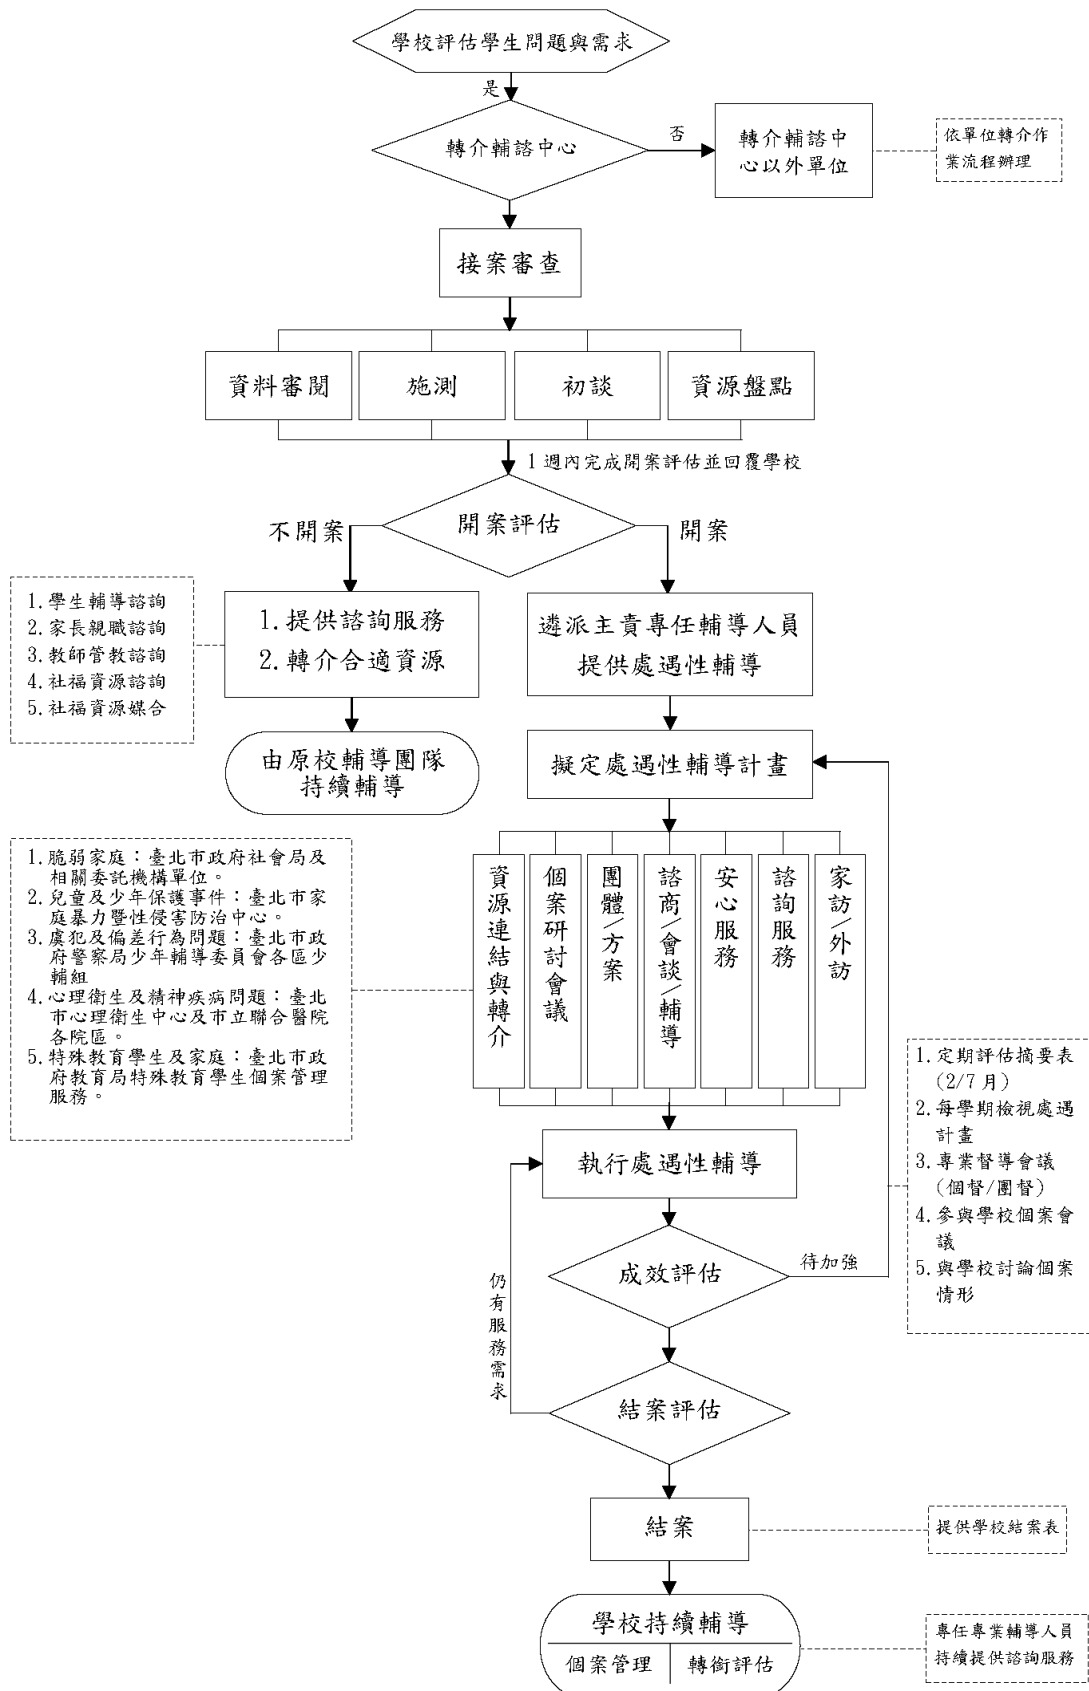 學校評估學生問題與需求
是
轉介輔諮中心
否
轉介輔諮中
心以外單位
依單位轉介作
業流程辦理
接案審查
資料審閱
施測
初談
資源盤點
1週內完成開案評估並回覆學校
開案評估
不開案
開案
1.學生輔導諮詢
2.家長親職諮詢
3.教師管教諮詢
4.社福資源諮詢
5.社福資源媒合
1.提供諮詢服務
2.轉介合適資源
遴派主責專任輔導人員
提供處遇性輔導
由原校輔導團隊
持續輔導
擬定處遇性輔導計畫
1.脆弱家庭：臺北市政府社會局及
相關委託機構單位。
2.兒童及少年保護事件：臺北市家
庭暴力暨性侵害防治中心。
3.虞犯及偏差行為問題：臺北市政
府警察局少年輔導委員會各區少
輔組
4.心理衛生及精神疾病問題：臺北
市心理衛生中心及市立聯合醫院
各院區。
5.特殊教育學生及家庭：臺北市政
府教育局特殊教育學生個案管理
服務。
資源連結與轉介
個案研討會議
團體/方案
諮商/會談/輔導
安心服務
諮詢服務
家訪/外訪
1.定期評估摘要表
(2/7月)
2.每學期檢視處遇
計畫
3.專業督導會議
(個督/團督)
4.參與學校個案會
議
5.與學校討論個案
情形
執行處遇性輔導
成效評估
待加強
仍有服務需求
結案評估
結案
提供學校結案表
學校持續輔導
個案管理
轉銜評估
專任專業輔導人員
持續提供諮詢服務